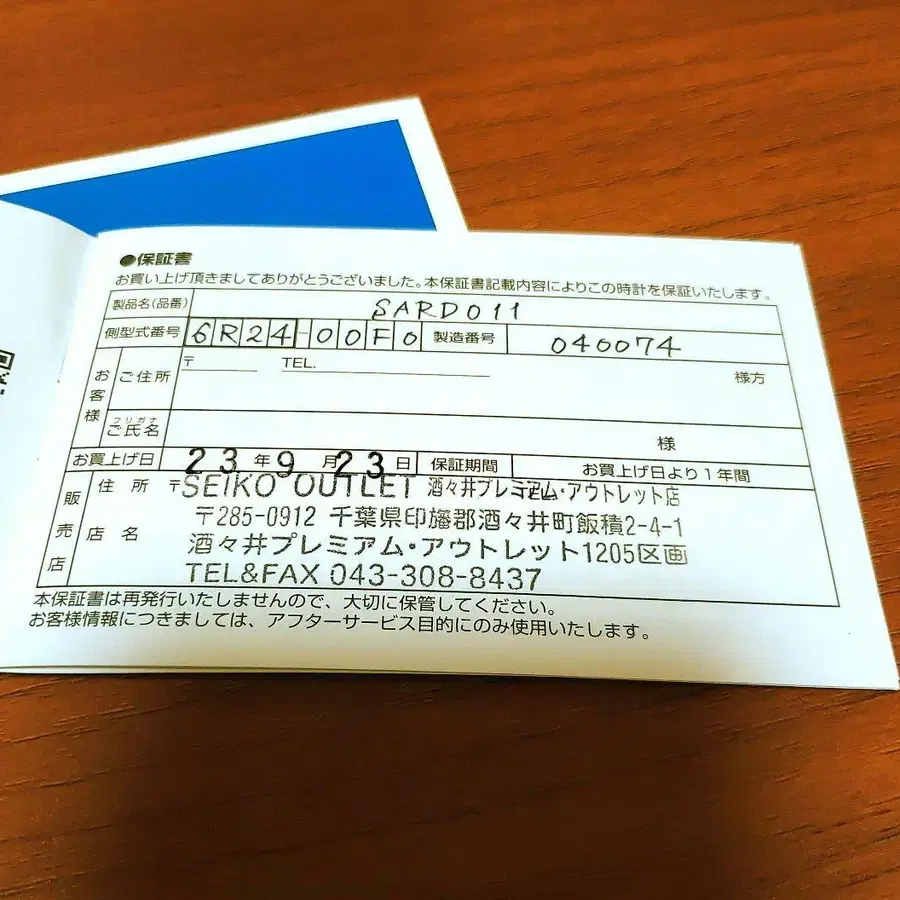 ●保証書
お買い上げ頂きましてありがとうございました。本保証書記載内容によりこの時計を保証いたします。
製品名(品番) SARD011
側型式番号 6R24-00F0 製造番号 040074
お客様 ご住所 〒 TEL. 様方
フリガナ
ご氏名 様
お買上げ日 23年9月23日 保証期間 お買上げ日より1年間
販売店 住所 〒 SEIKO OUTLET 酒々井プレミアム・アウトレット店
〒285-0912 千葉県印旛郡酒々井町飯積2-4-1
店名 酒々井プレミアム・アウトレット1205区画
TEL&FAX 043-308-8437
本保証書は再発行いたしませんので、大切に保管してください。
お客様情報につきましては、アフターサービス目的にのみ使用いたします。